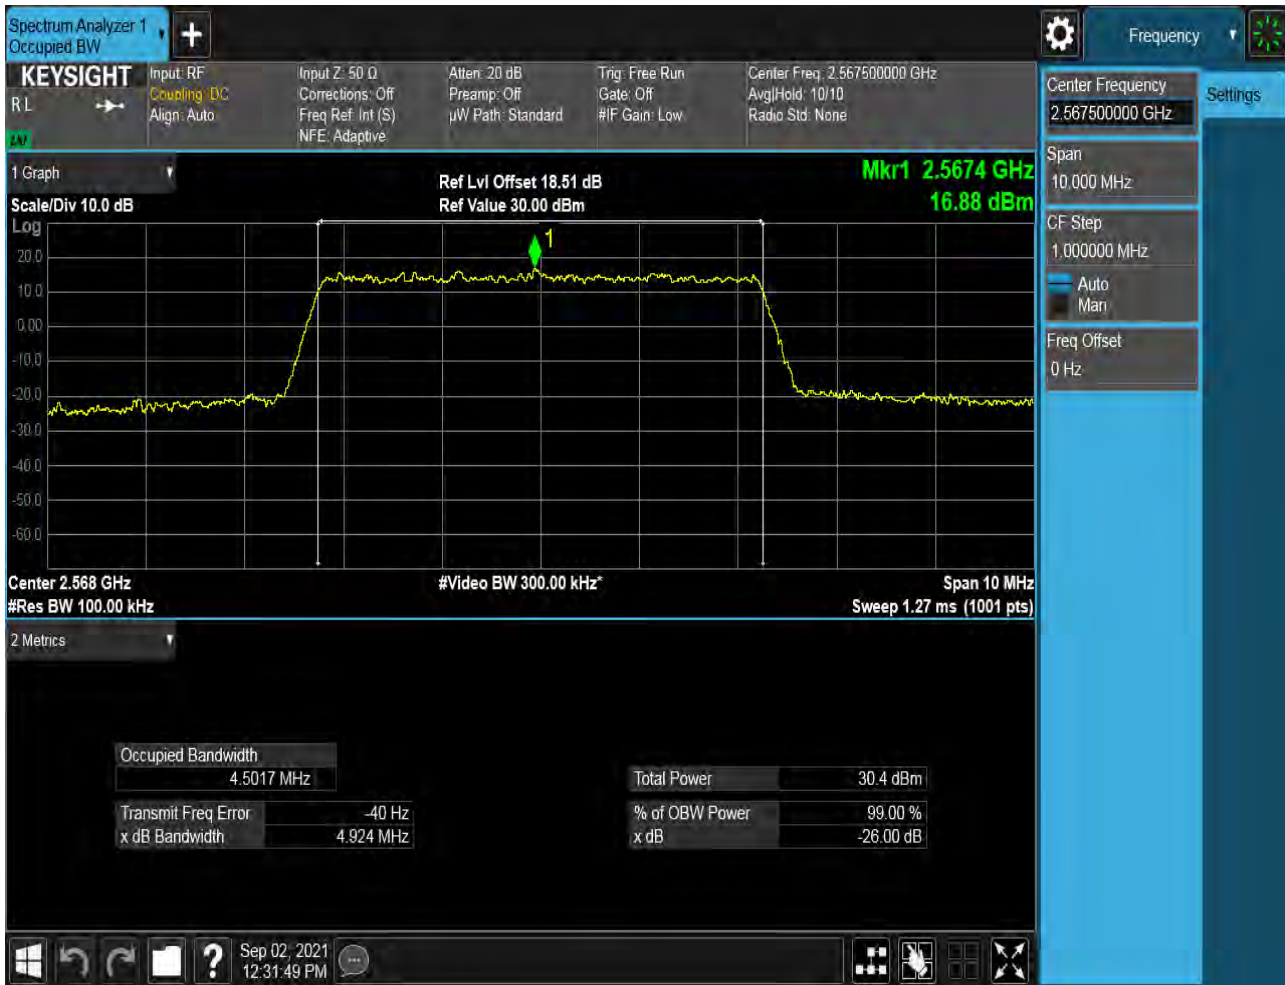 Spectrum Analyzer 1
Occupied BW
Frequency
KEYSIGHT
R L
Input: RF
Coupling: DC
Align: Auto
Input Z: 50 Ω
Corrections: Off
Freq Ref: Int (S)
NFE: Adaptive
Atten: 20 dB
Preamp: Off
µW Path: Standard
Trig: Free Run
Gate: Off
#IF Gain: Low
Center Freq: 2.567500000 GHz
Avg|Hold: 10/10
Radio Std: None
Center Frequency
2.567500000 GHz
Settings
Span
10.000 MHz
CF Step
1.000000 MHz
Auto
Man
Freq Offset
0 Hz
1 Graph
Scale/Div 10.0 dB
Ref Lvl Offset 18.51 dB
Ref Value 30.00 dBm
Mkr1 2.5674 GHz
16.88 dBm
Log
1
20.0
10.0
0.00
-10.0
-20.0
-30.0
-40.0
-50.0
-60.0
Center 2.568 GHz
#Video BW 300.00 kHz*
Span 10 MHz
#Res BW 100.00 kHz
Sweep 1.27 ms (1001 pts)
2 Metrics
Occupied Bandwidth
4.5017 MHz
Transmit Freq Error -40 Hz
x dB Bandwidth 4.924 MHz
Total Power 30.4 dBm
% of OBW Power 99.00 %
x dB -26.00 dB
?
Sep 02, 2021
12:31:49 PM